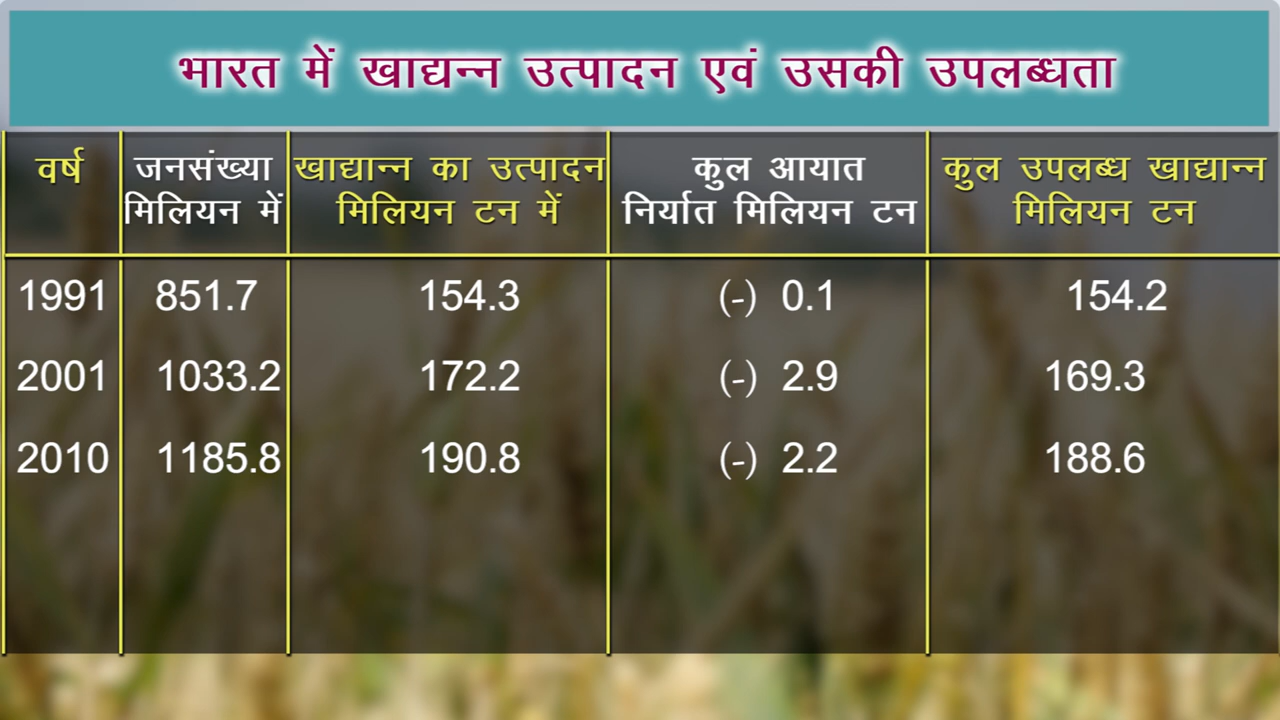 भारत में खाद्यन्न उत्पादन एवं उसकी उपलब्धता
वर्ष जनसंख्या मिलियन में खाद्यान्न का उत्पादन मिलियन टन में कुल आयात निर्यात मिलियन टन कुल उपलब्ध खाद्यान्न मिलियन टन
1991 851.7 154.3 (-) 0.1 154.2
2001 1033.2 172.2 (-) 2.9 169.3
2010 1185.8 190.8 (-) 2.2 188.6